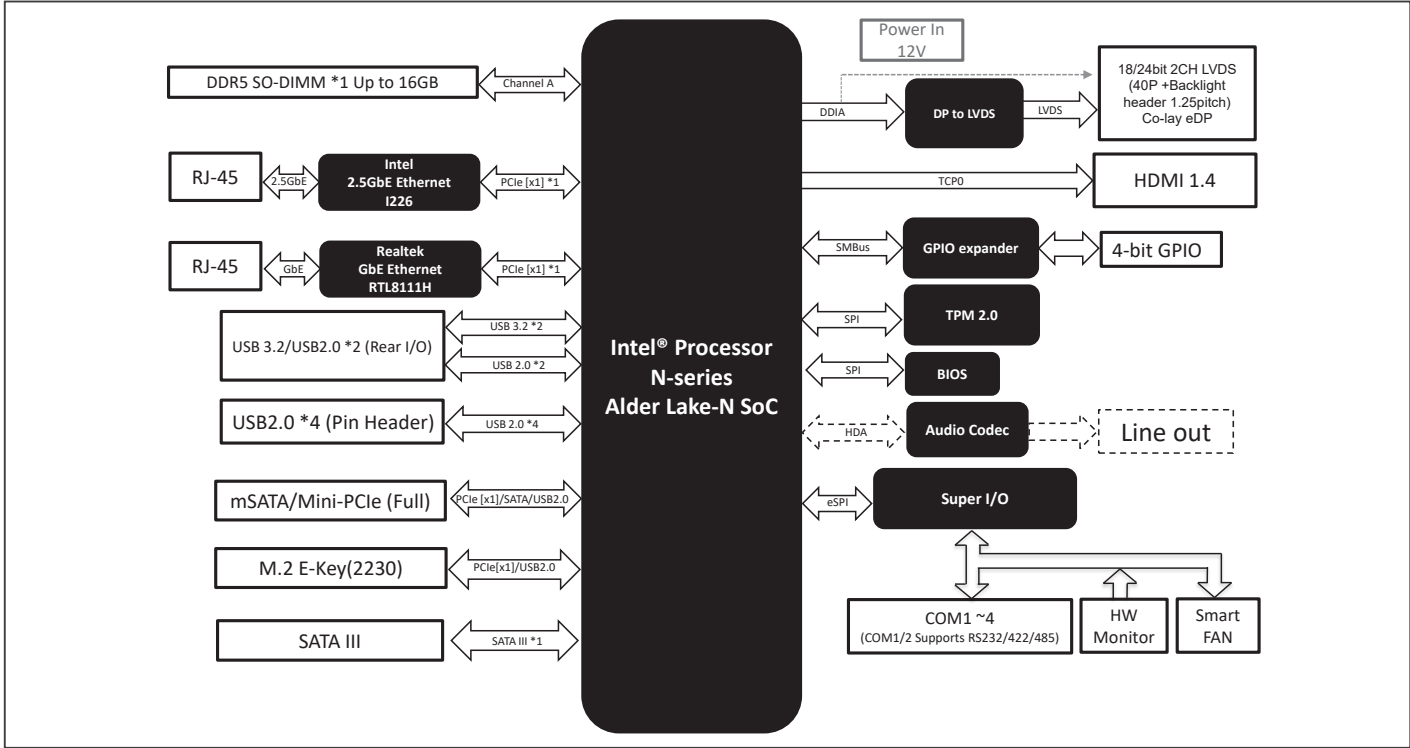 Power In
12V
DDR5 SO-DIMM *1 Up to 16GB
Channel A
DDIA
DP to LVDS
LVDS
18/24bit 2CH LVDS
(40P +Backlight
header 1.25pitch)
Co-lay eDP
RJ-45
2.5GbE
Intel
2.5GbE Ethernet
I226
PCIe [x1] *1
TCP0
HDMI 1.4
RJ-45
GbE
Realtek
GbE Ethernet
RTL8111H
PCIe [x1] *1
SMBus
GPIO expander
4-bit GPIO
USB 3.2/USB2.0 *2 (Rear I/O)
USB 3.2 *2
USB 2.0 *2
Intel® Processor
N-series
Alder Lake-N SoC
SPI
TPM 2.0
SPI
BIOS
USB2.0 *4 (Pin Header)
USB 2.0 *4
HDA
Audio Codec
Line out
mSATA/Mini-PCIe (Full)
PCIe [x1]/SATA/USB2.0
eSPI
Super I/O
M.2 E-Key(2230)
PCIe[x1]/USB2.0
SATA III
SATA III *1
COM1 ~4
(COM1/2 Supports RS232/422/485)
HW
Monitor
Smart
FAN